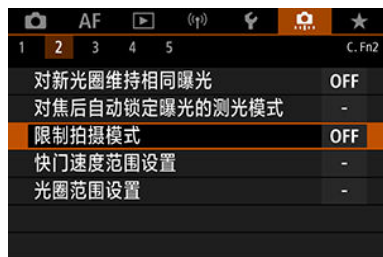 AF
1 2 3 4 5 C.Fn2
对新光圈维持相同曝光 OFF
对焦后自动锁定曝光的测光模式 -
限制拍摄模式 OFF
快门速度范围设置 -
光圈范围设置 -